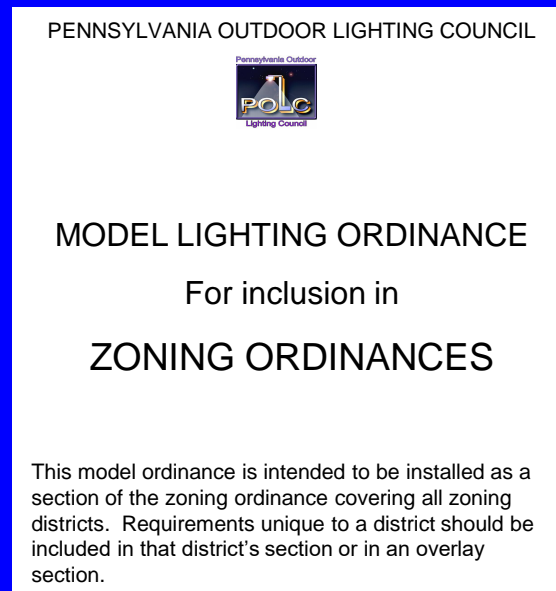 PENNSYLVANIA OUTDOOR LIGHTING COUNCIL
Pennsylvania Outdoor
POLC
Lighting Council
MODEL LIGHTING ORDINANCE
For inclusion in
ZONING ORDINANCES
This model ordinance is intended to be installed as a
section of the zoning ordinance covering all zoning
districts.  Requirements unique to a district should be
included in that district’s section or in an overlay
section.